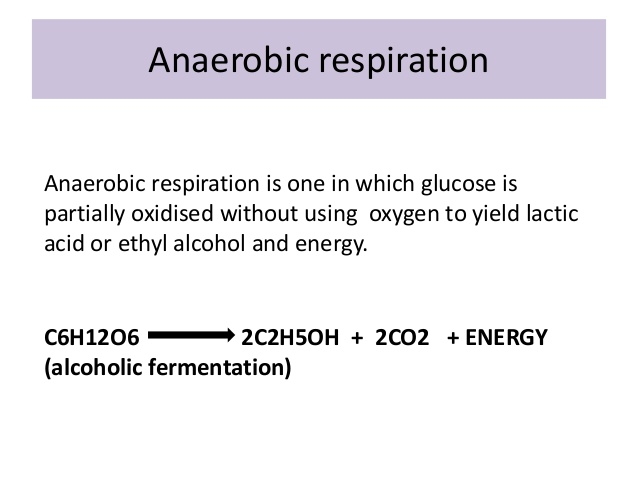 Anaerobic respiration
Anaerobic respiration is one in which glucose is
partially oxidised without using  oxygen to yield lactic
acid or ethyl alcohol and energy.
C6H12O6 ⟶ 2C2H5OH  +  2CO2   + ENERGY
(alcoholic fermentation)